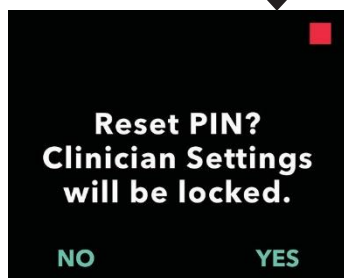 Reset PIN?
Clinician Settings
will be locked.
NO YES